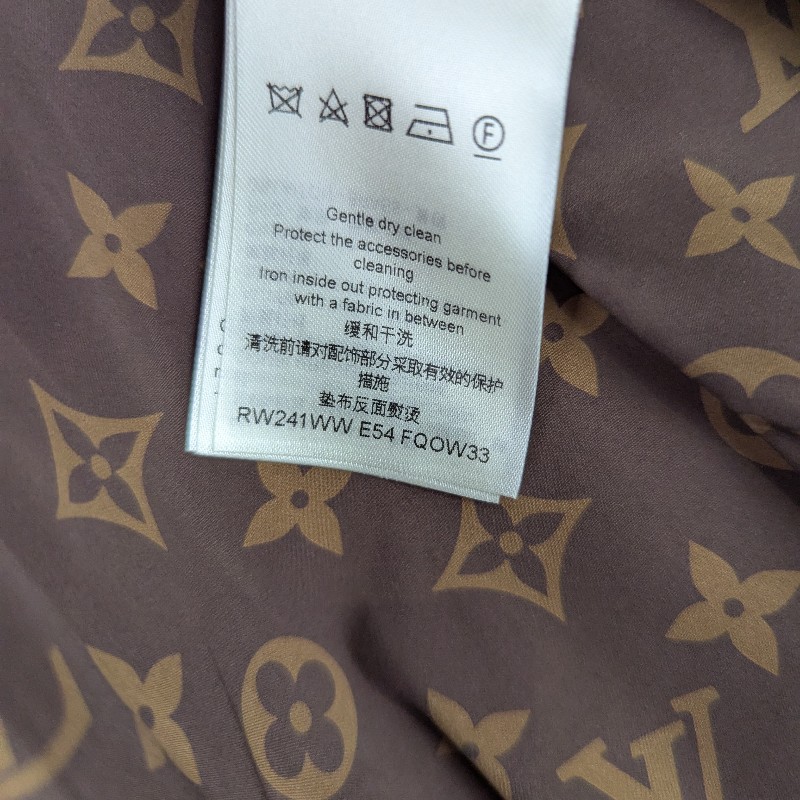 F
Gentle dry clean
Protect the accessories before
cleaning
Iron inside out protecting garment
with a fabric in between
缓和干洗
清洗前请对配饰部分采取有效的保护
措施
垫布反面熨烫
RW241WW E54 FQOW33
LV